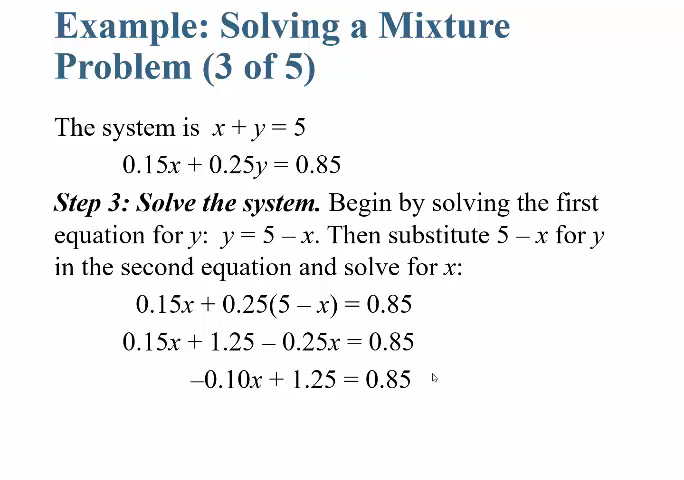 Example: Solving a Mixture
Problem (3 of 5)
The system is x + y = 5
0.15x + 0.25y = 0.85
Step 3: Solve the system. Begin by solving the first
equation for y: y = 5 – x. Then substitute 5 – x for y
in the second equation and solve for x:
0.15x + 0.25(5 – x) = 0.85
0.15x + 1.25 – 0.25x = 0.85
–0.10x + 1.25 = 0.85